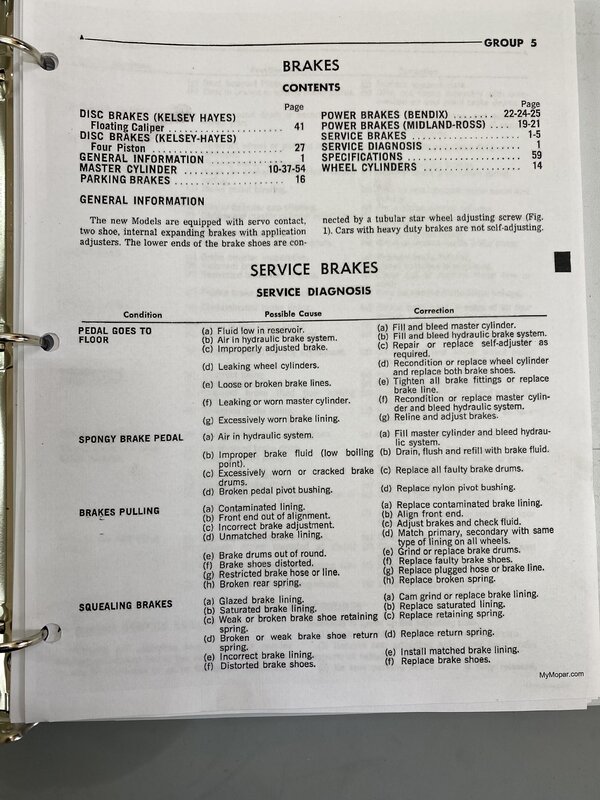 GROUP 5
BRAKES
CONTENTS
Page
DISC BRAKES (KELSEY HAYES)
Floating Caliper .................... 41
DISC BRAKES (KELSEY-HAYES)
Four Piston ........................ 27
GENERAL INFORMATION .............. 1
MASTER CYLINDER ............ 10-37-54
PARKING BRAKES .................... 16
Page
POWER BRAKES (BENDIX) ........ 22-24-25
POWER BRAKES (MIDLAND-ROSS) .... 19-21
SERVICE BRAKES .................... 1-5
SERVICE DIAGNOSIS .................. 1
SPECIFICATIONS .................... 59
WHEEL CYLINDERS .................. 14
GENERAL INFORMATION
The new Models are equipped with servo contact,
two shoe, internal expanding brakes with application
adjusters. The lower ends of the brake shoes are con-
nected by a tubular star wheel adjusting screw (Fig.
1). Cars with heavy duty brakes are not self-adjusting.
SERVICE BRAKES
SERVICE DIAGNOSIS
Condition Possible Cause Correction
PEDAL GOES TO
FLOOR
(a) Fluid low in reservoir.
(b) Air in hydraulic brake system.
(c) Improperly adjusted brake.
(d) Leaking wheel cylinders.
(e) Loose or broken brake lines.
(f) Leaking or worn master cylinder.
(g) Excessively worn brake lining.
(a) Fill and bleed master cylinder.
(b) Fill and bleed hydraulic brake system.
(c) Repair or replace self-adjuster as
required.
(d) Recondition or replace wheel cylinder
and replace both brake shoes.
(e) Tighten all brake fittings or replace
brake line.
(f) Recondition or replace master cylin-
der and bleed hydraulic system.
(g) Reline and adjust brakes.
SPONGY BRAKE PEDAL
(a) Air in hydraulic system.
(b) Improper brake fluid (low boiling
point).
(c) Excessively worn or cracked brake
drums.
(d) Broken pedal pivot bushing.
(a) Fill master cylinder and bleed hydrau-
lic system.
(b) Drain, flush and refill with brake fluid.
(c) Replace all faulty brake drums.
(d) Replace nylon pivot bushing.
BRAKES PULLING
(a) Contaminated lining.
(b) Front end out of alignment.
(c) Incorrect brake adjustment.
(d) Unmatched brake lining.
(e) Brake drums out of round.
(f) Brake shoes distorted.
(g) Restricted brake hose or line.
(h) Broken rear spring.
(a) Replace contaminated brake lining.
(b) Align front end.
(c) Adjust brakes and check fluid.
(d) Match primary, secondary with same
type of lining on all wheels.
(e) Grind or replace brake drums.
(f) Replace faulty brake shoes.
(g) Replace plugged hose or brake line.
(h) Replace broken spring.
SQUEALING BRAKES
(a) Glazed brake lining.
(b) Saturated brake lining.
(c) Weak or broken brake shoe retaining
spring.
(d) Broken or weak brake shoe return
spring.
(e) Incorrect brake lining.
(f) Distorted brake shoes.
(a) Cam grind or replace brake lining.
(b) Replace saturated lining.
(c) Replace retaining spring.
(d) Replace return spring.
(e) Install matched brake lining.
(f) Replace brake shoes.
MyMopar.com